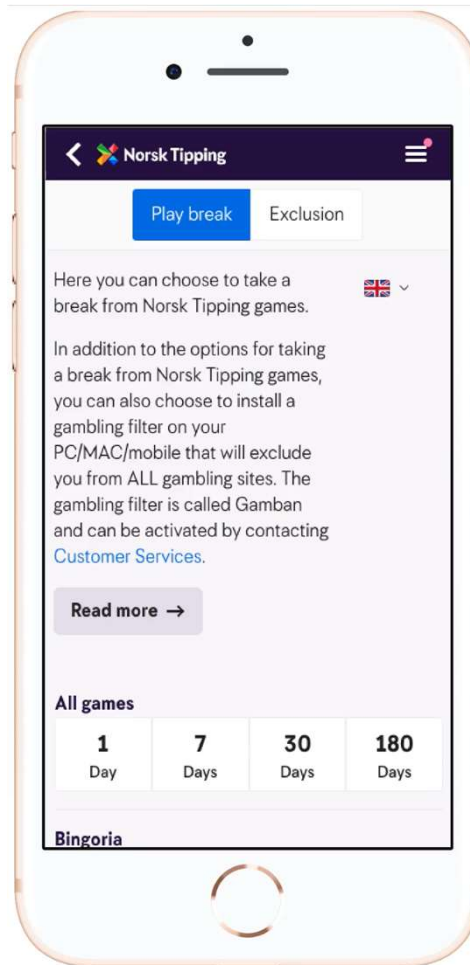 Norsk Tipping
Play break Exclusion
Here you can choose to take a
break from Norsk Tipping games.
In addition to the options for taking
a break from Norsk Tipping games,
you can also choose to install a
gambling filter on your
PC/MAC/mobile that will exclude
you from ALL gambling sites. The
gambling filter is called Gamban
and can be activated by contacting
Customer Services.
Read more →
All games
1 7 30 180
Day Days Days Days
Bingoria